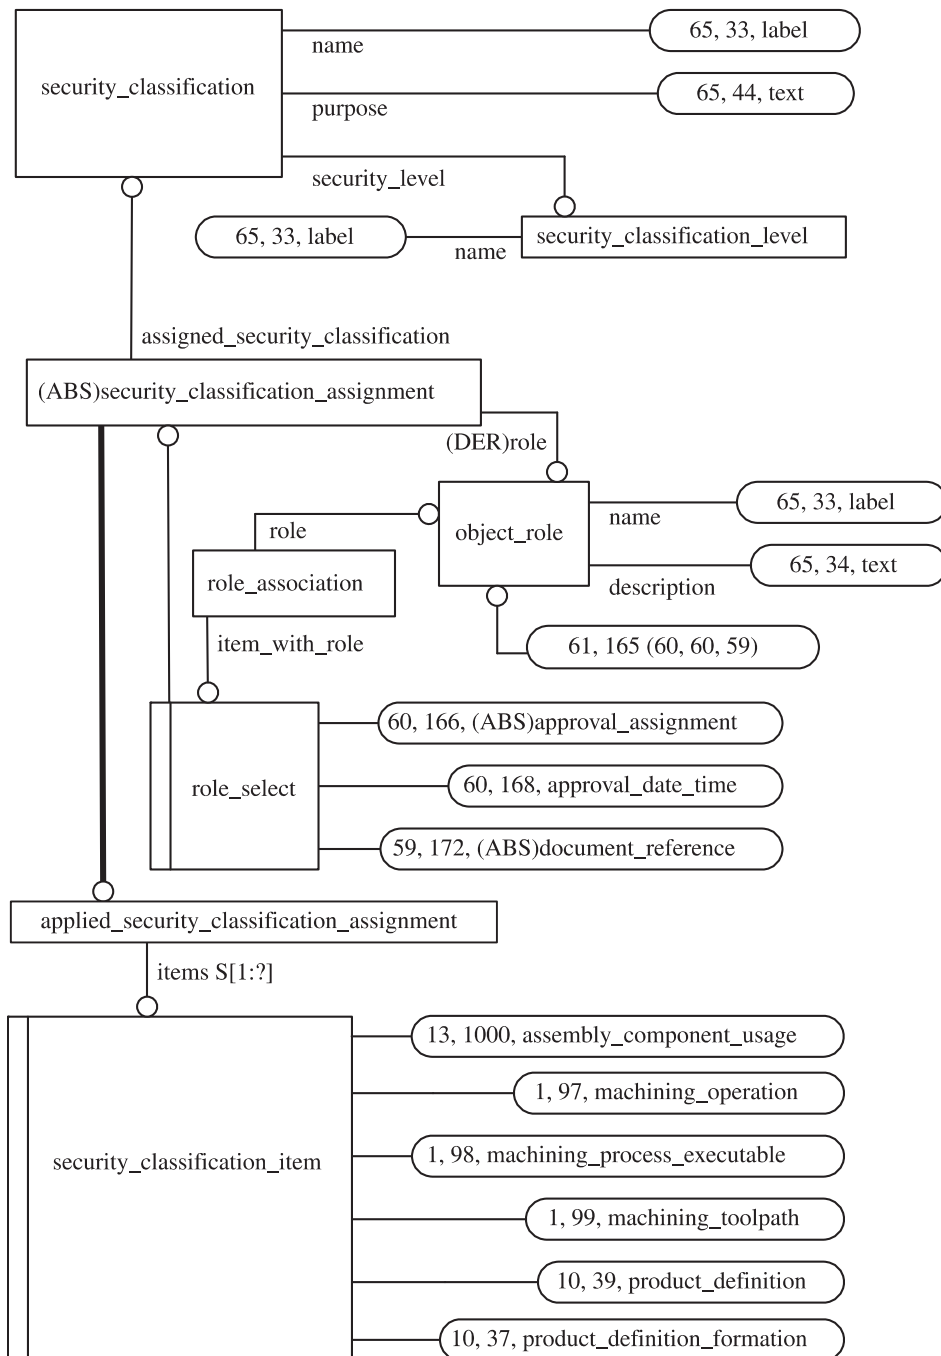 65, 33, label
name
security_classification
65, 44, text
purpose
security_level
65, 33, label
security_classification_level
name
assigned_security_classification
(ABS)security_classification_assignment
(DER)role
65, 33, label
name
role
object_role
65, 34, text
role_association
description
item_with_role
61, 165 (60, 60, 59)
60, 166, (ABS)approval_assignment
role_select
60, 168, approval_date_time
59, 172, (ABS)document_reference
applied_security_classification_assignment
items S[1:?]
13, 1000, assembly_component_usage
1, 97, machining_operation
security_classification_item
1, 98, machining_process_executable
1, 99, machining_toolpath
10, 39, product_definition
10, 37, product_definition_formation